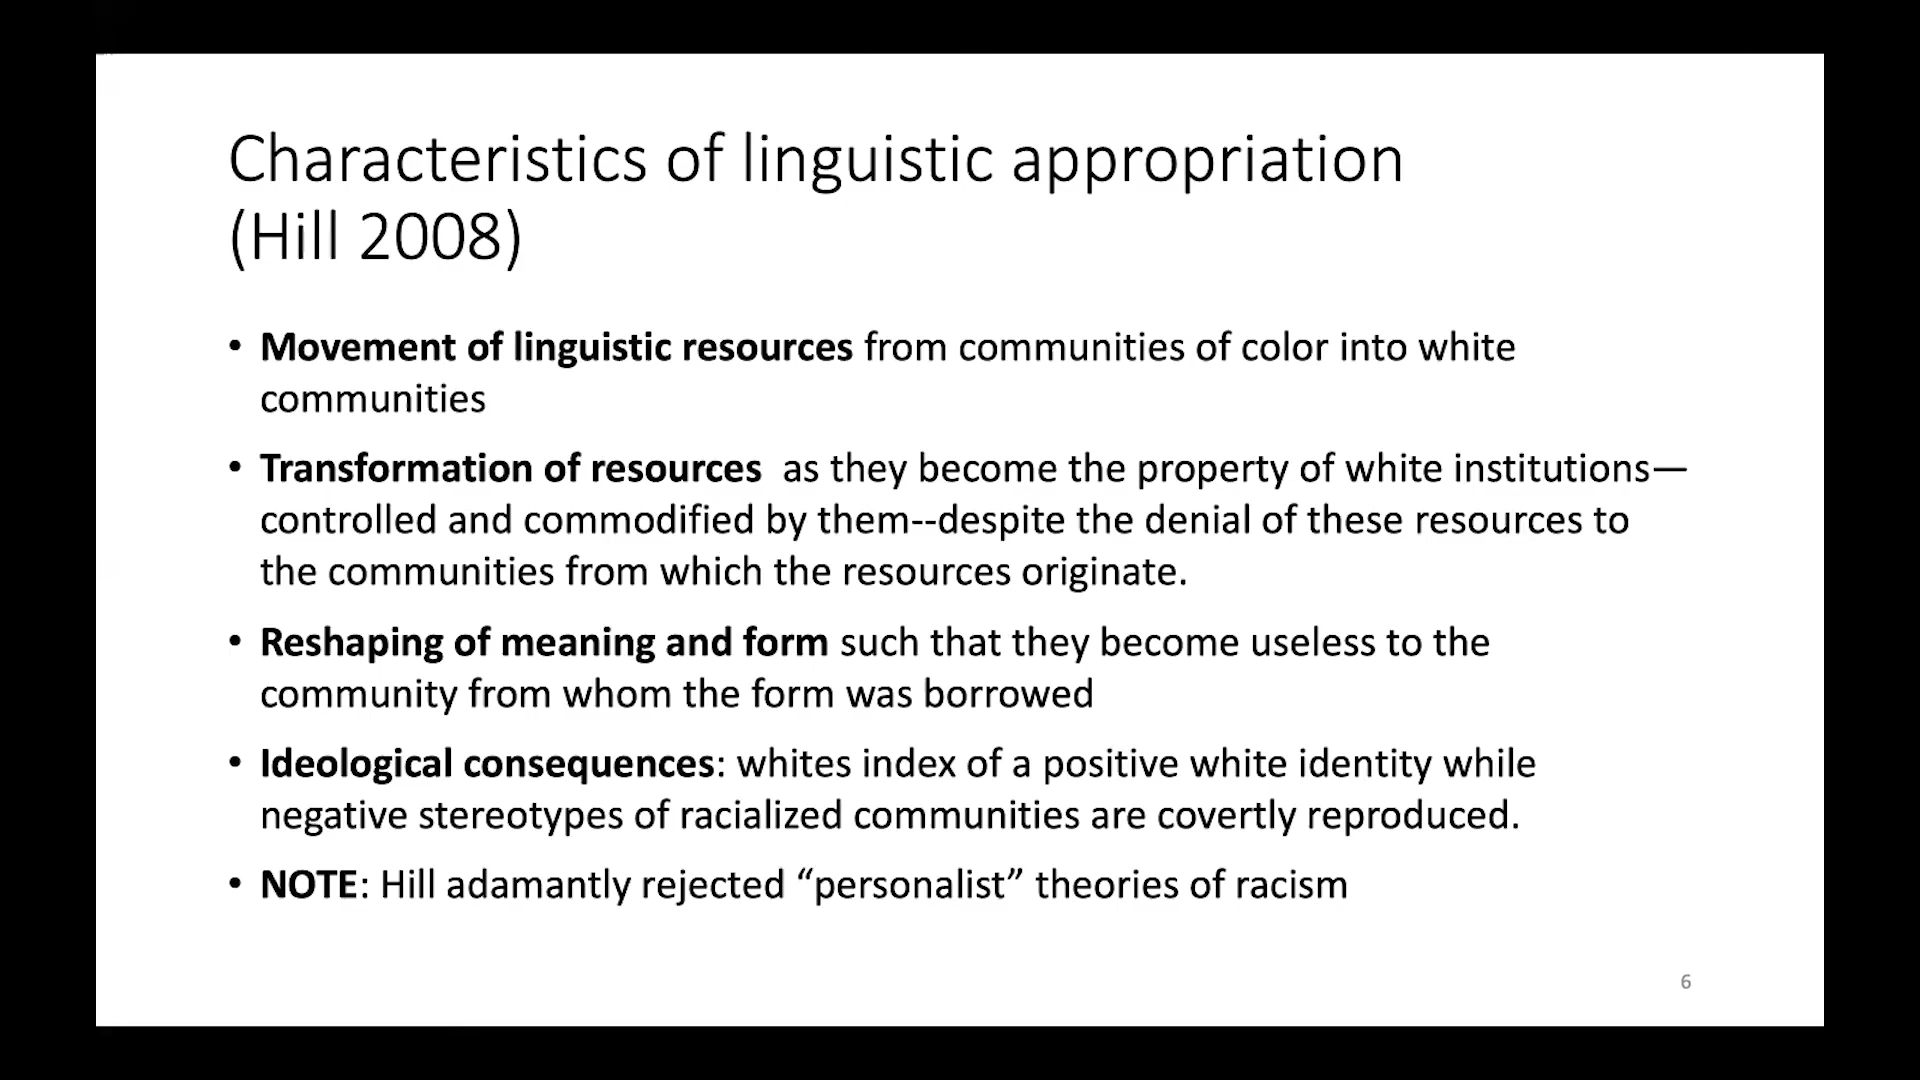 Characteristics of linguistic appropriation
(Hill 2008)
• Movement of linguistic resources from communities of color into white
communities
• Transformation of resources  as they become the property of white institutions—
controlled and commodified by them--despite the denial of these resources to
the communities from which the resources originate.
• Reshaping of meaning and form such that they become useless to the
community from whom the form was borrowed
• Ideological consequences: whites index of a positive white identity while
negative stereotypes of racialized communities are covertly reproduced.
• NOTE: Hill adamantly rejected “personalist” theories of racism
6